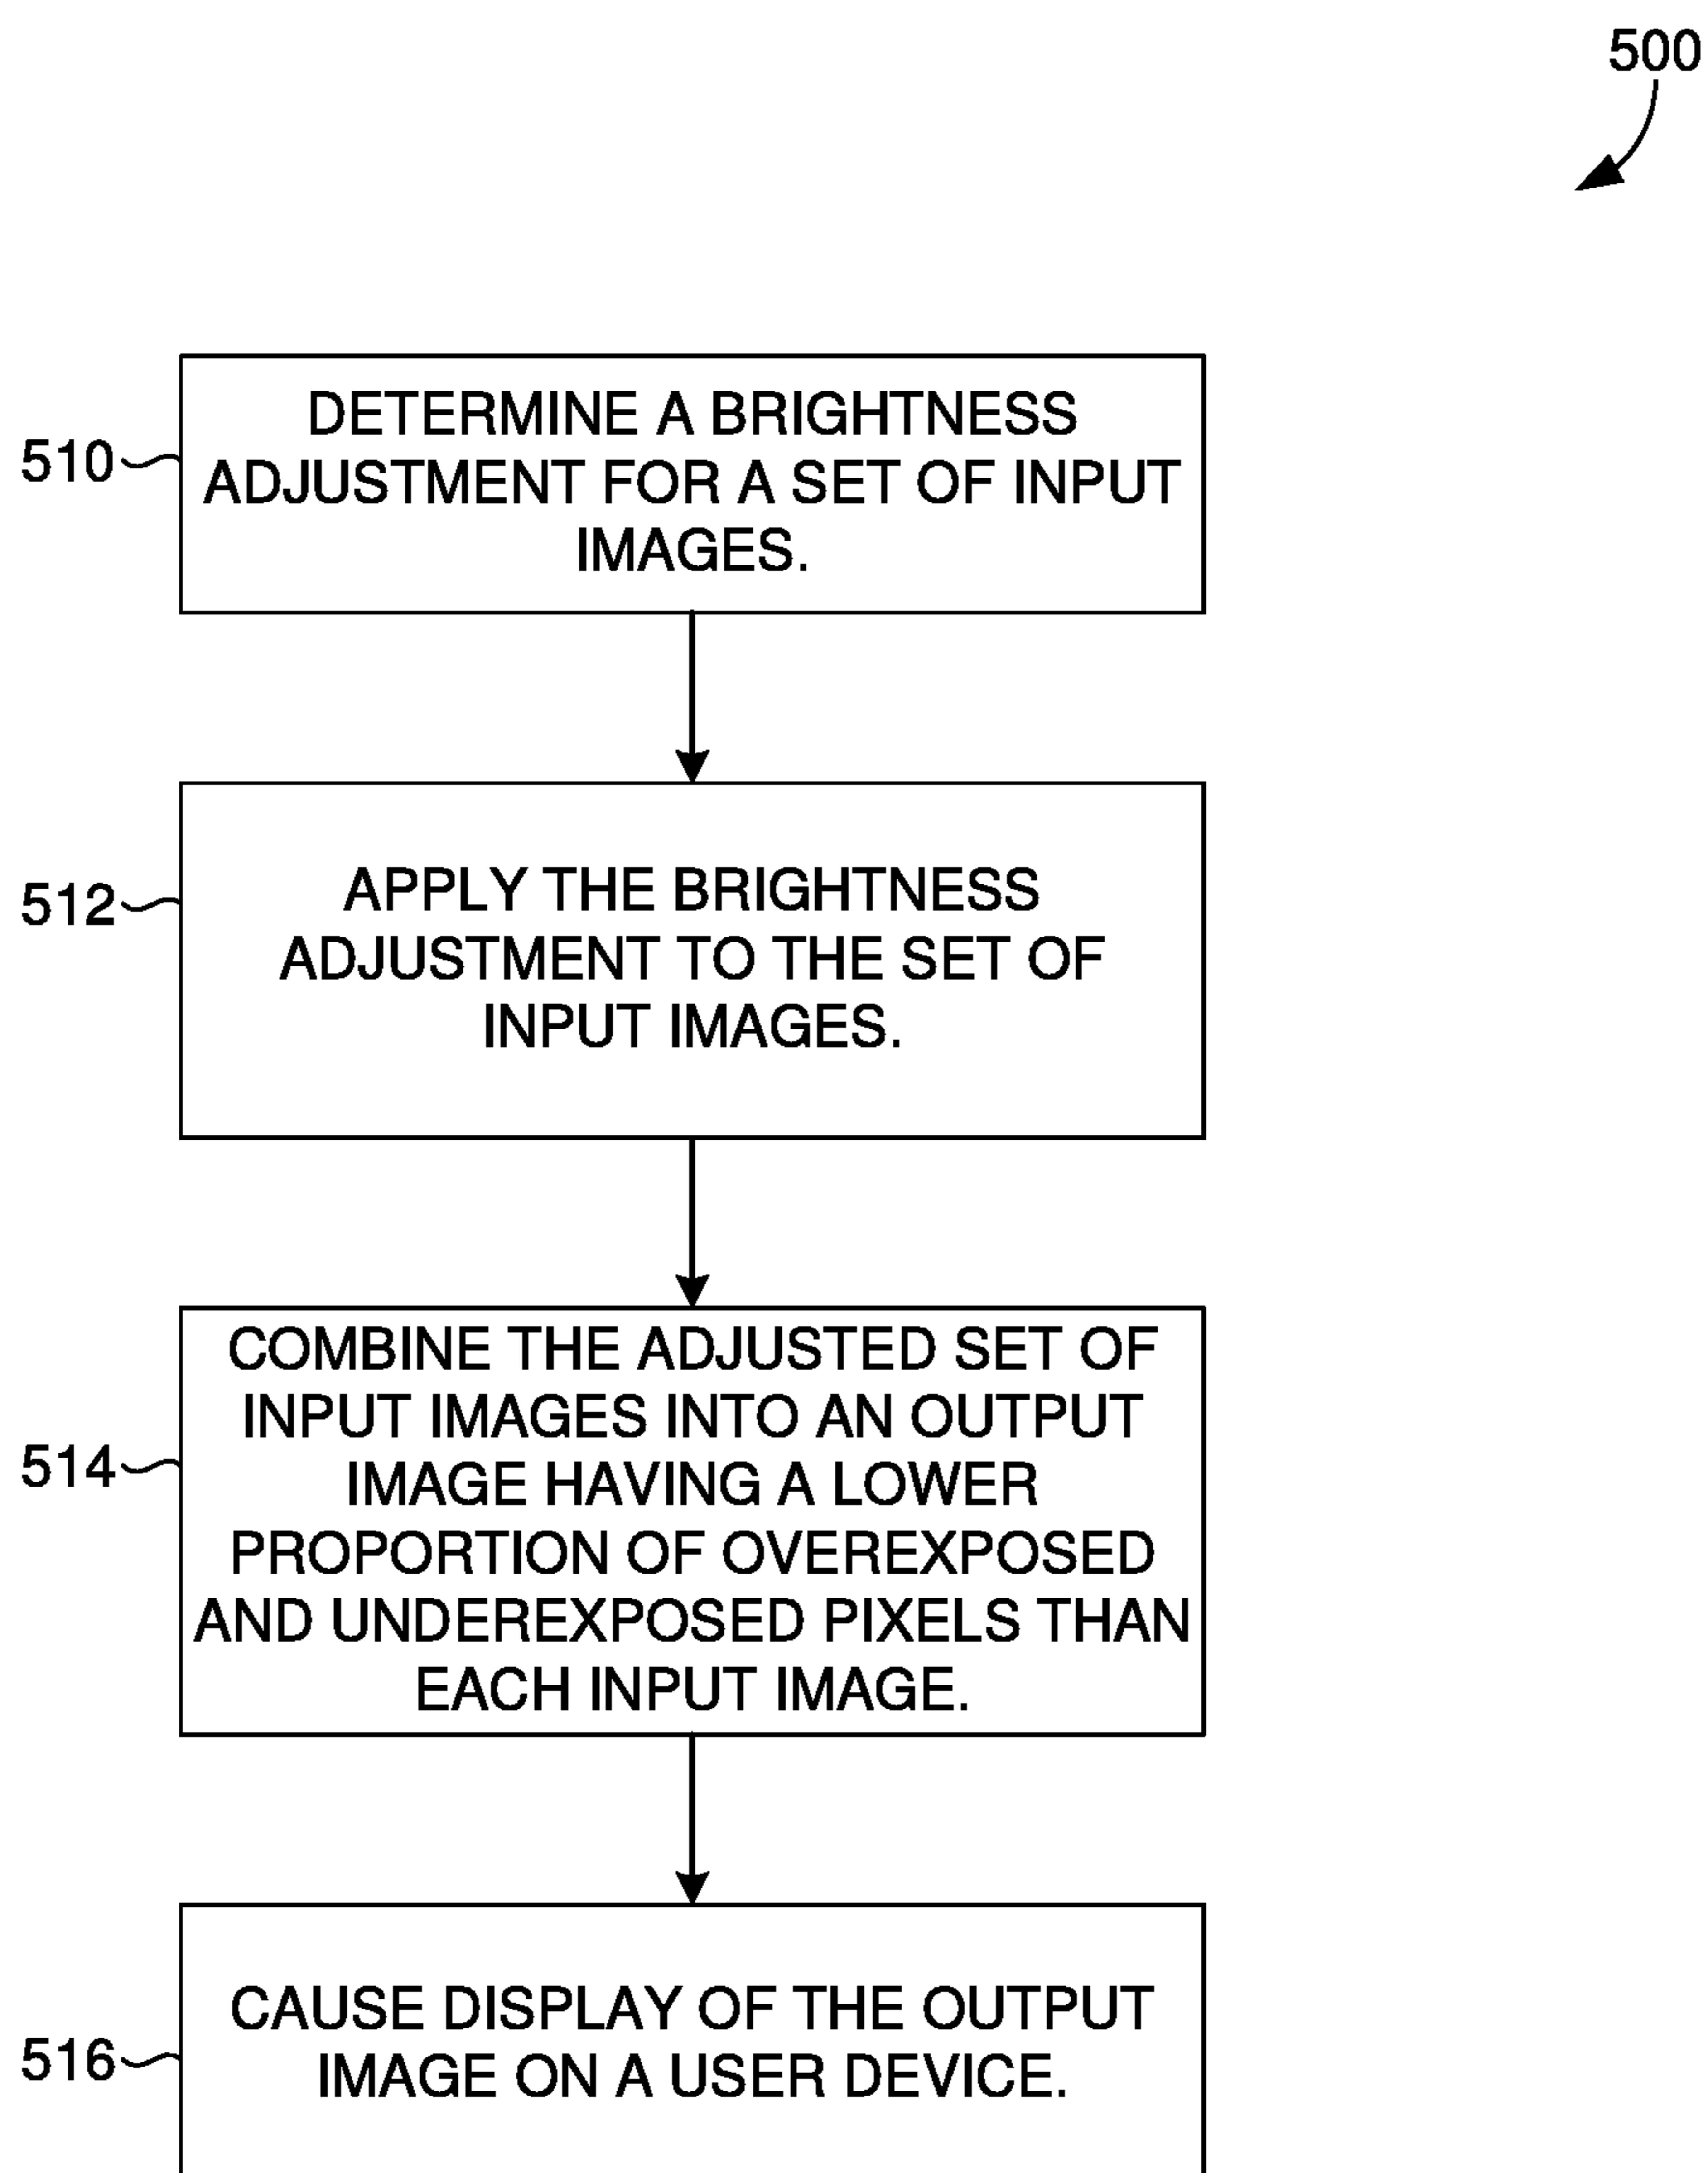 500
510
DETERMINE A BRIGHTNESS
ADJUSTMENT FOR A SET OF INPUT
IMAGES.
512
APPLY THE BRIGHTNESS
ADJUSTMENT TO THE SET OF
INPUT IMAGES.
514
COMBINE THE ADJUSTED SET OF
INPUT IMAGES INTO AN OUTPUT
IMAGE HAVING A LOWER
PROPORTION OF OVEREXPOSED
AND UNDEREXPOSED PIXELS THAN
EACH INPUT IMAGE.
516
CAUSE DISPLAY OF THE OUTPUT
IMAGE ON A USER DEVICE.